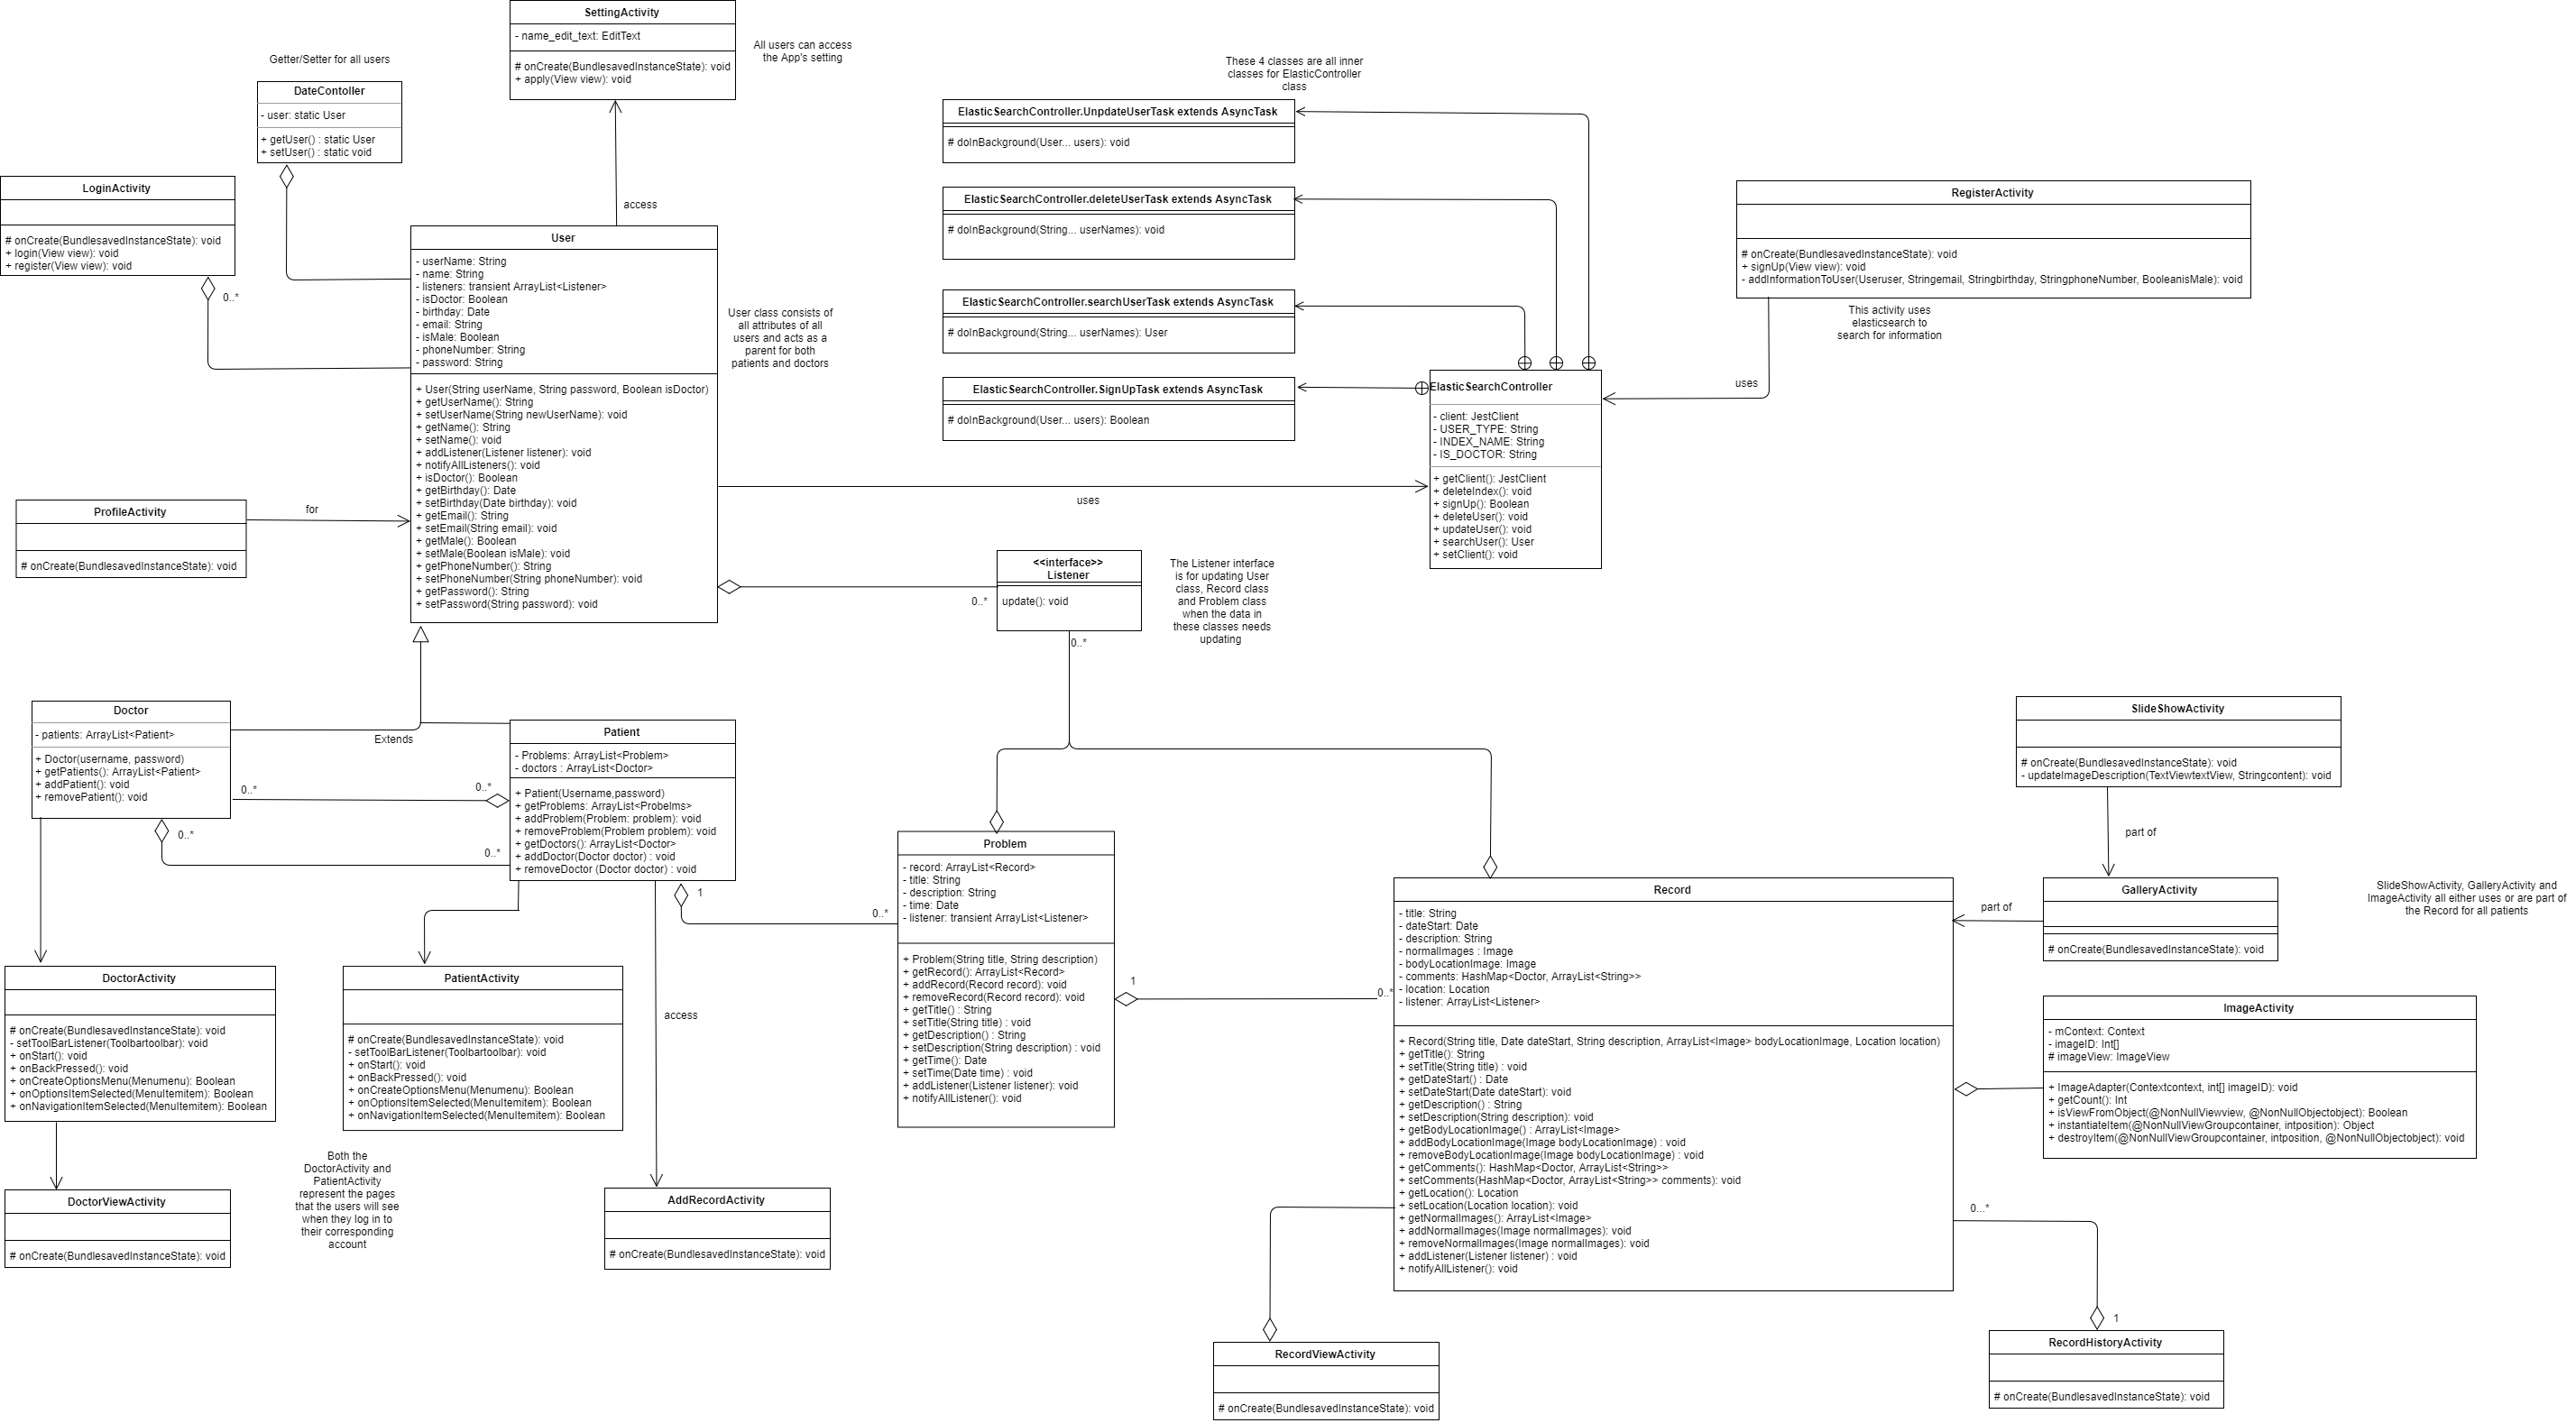 SettingActivity
- name_edit_text: EditText
# onCreate(BundlesavedInstanceState): void
+ apply(View view): void
All users can access
the App's setting
Getter/Setter for all users
DateContoller
- user: static User
+ getUser() : static User
+ setUser() : static void
These 4 classes are all inner
classes for ElasticController
class
ElasticSearchController.UnpdateUserTask extends AsyncTask
# doInBackground(User... users): void
LoginActivity
# onCreate(BundlesavedInstanceState): void
+ login(View view): void
+ register(View view): void
0..*
access
ElasticSearchController.deleteUserTask extends AsyncTask
# doInBackground(String... userNames): void
RegisterActivity
# onCreate(BundlesavedInstanceState): void
+ signUp(View view): void
- addInformationToUser(Useruser, Stringemail, Stringbirthday, StringphoneNumber, BooleanisMale): void
This activity uses
elasticsearch to
search for information
uses
User
- userName: String
- name: String
- listeners: transient ArrayList<Listener>
- isDoctor: Boolean
- birthday: Date
- email: String
- isMale: Boolean
- phoneNumber: String
- password: String
+ User(String userName, String password, Boolean isDoctor)
+ getUserName(): String
+ setUserName(String newUserName): void
+ getName(): String
+ setName(): void
+ addListener(Listener listener): void
+ notifyAllListeners(): void
+ isDoctor(): Boolean
+ getBirthday(): Date
+ setBirthday(Date birthday): void
+ getEmail(): String
+ setEmail(String email): void
+ getMale(): Boolean
+ setMale(Boolean isMale): void
+ getPhoneNumber(): String
+ setPhoneNumber(String phoneNumber): void
+ getPassword(): String
+ setPassword(String password): void
User class consists of
all attributes of all
users and acts as a
parent for both
patients and doctors
ElasticSearchController.searchUserTask extends AsyncTask
# doInBackground(String... userNames): User
ElasticSearchController.SignUpTask extends AsyncTask
# doInBackground(User... users): Boolean
ElasticSearchController
- client: JestClient
- USER_TYPE: String
- INDEX_NAME: String
- IS_DOCTOR: String
+ getClient(): JestClient
+ deleteIndex(): void
+ signUp(): Boolean
+ deleteUser(): void
+ updateUser(): void
+ searchUser(): User
+ setClient(): void
uses
ProfileActivity
# onCreate(BundlesavedInstanceState): void
for
<<interface>>
Listener
update(): void
0..*
0..*
The Listener interface
is for updating User
class, Record class
and Problem class
when the data in
these classes needs
updating
Doctor
- patients: ArrayList<Patient>
+ Doctor(username, password)
+ getPatients(): ArrayList<Patient>
+ addPatient(): void
+ removePatient(): void
Extends
0..*
0..*
0..*
0..*
Patient
- Problems: ArrayList<Problem>
- doctors : ArrayList<Doctor>
+ Patient(Username,password)
+ getProblems: ArrayList<Probelms>
+ addProblem(Problem: problem): void
+ removeProblem(Problem problem): void
+ getDoctors(): ArrayList<Doctor>
+ addDoctor(Doctor doctor) : void
+ removeDoctor (Doctor doctor) : void
1
0..*
Problem
- record: ArrayList<Record>
- title: String
- description: String
- time: Date
- listener: transient ArrayList<Listener>
+ Problem(String title, String description)
+ getRecord(): ArrayList<Record>
+ addRecord(Record record): void
+ removeRecord(Record record): void
+ getTitle() : String
+ setTitle(String title) : void
+ getDescription() : String
+ setDescription(String description) : void
+ getTime(): Date
+ setTime(Date time) : void
+ addListener(Listener listener): void
+ notifyAllListener(): void
1
0..*
Record
- title: String
- dateStart: Date
- description: String
- normalImages : Image
- bodyLocationImage: Image
- comments: HashMap<Doctor, ArrayList<String>>
- location: Location
- listener: ArrayList<Listener>
+ Record(String title, Date dateStart, String description, ArrayList<Image> bodyLocationImage, Location location)
+ getTitle(): String
+ setTitle(String title) : void
+ getDateStart() : Date
+ setDateStart(Date dateStart): void
+ getDescription() : String
+ setDescription(String description): void
+ getBodyLocationImage() : ArrayList<Image>
+ addBodyLocationImage(Image bodyLocationImage) : void
+ removeBodyLocationImage(Image bodyLocationImage) : void
+ getComments(): HashMap<Doctor, ArrayList<String>>
+ setComments(HashMap<Doctor, ArrayList<String>> comments): void
+ getLocation(): Location
+ setLocation(Location location): void
+ getNormalImages(): ArrayList<Image>
+ addNormalImages(Image normalImages): void
+ removeNormalImages(Image normalImages): void
+ addListener(Listener listener) : void
+ notifyAllListener(): void
SlideShowActivity
# onCreate(BundlesavedInstanceState): void
- updateImageDescription(TextViewtextView, Stringcontent): void
part of
GalleryActivity
# onCreate(BundlesavedInstanceState): void
part of
SlideShowActivity, GalleryActivity and
ImageActivity all either uses or are part of
the Record for all patients
ImageActivity
- mContext: Context
- imageID: Int[]
# imageView: ImageView
+ ImageAdapter(Contextcontext, int[] imageID): void
+ getCount(): Int
+ isViewFromObject(@NonNullViewview, @NonNullObjectobject): Boolean
+ instantiateItem(@NonNullViewGroupcontainer, intposition): Object
+ destroyItem(@NonNullViewGroupcontainer, intposition, @NonNullObjectobject): void
0...*
1
DoctorActivity
# onCreate(BundlesavedInstanceState): void
- setToolBarListener(Toolbartoolbar): void
+ onStart(): void
+ onBackPressed(): void
+ onCreateOptionsMenu(Menumenu): Boolean
+ onOptionsItemSelected(MenuItemitem): Boolean
+ onNavigationItemSelected(MenuItemitem): Boolean
PatientActivity
# onCreate(BundlesavedInstanceState): void
- setToolBarListener(Toolbartoolbar): void
+ onStart(): void
+ onBackPressed(): void
+ onCreateOptionsMenu(Menumenu): Boolean
+ onOptionsItemSelected(MenuItemitem): Boolean
+ onNavigationItemSelected(MenuItemitem): Boolean
access
Both the
DoctorActivity and
PatientActivity
represent the pages
that the users will see
when they log in to
their corresponding
account
DoctorViewActivity
# onCreate(BundlesavedInstanceState): void
AddRecordActivity
# onCreate(BundlesavedInstanceState): void
RecordViewActivity
# onCreate(BundlesavedInstanceState): void
RecordHistoryActivity
# onCreate(BundlesavedInstanceState): void